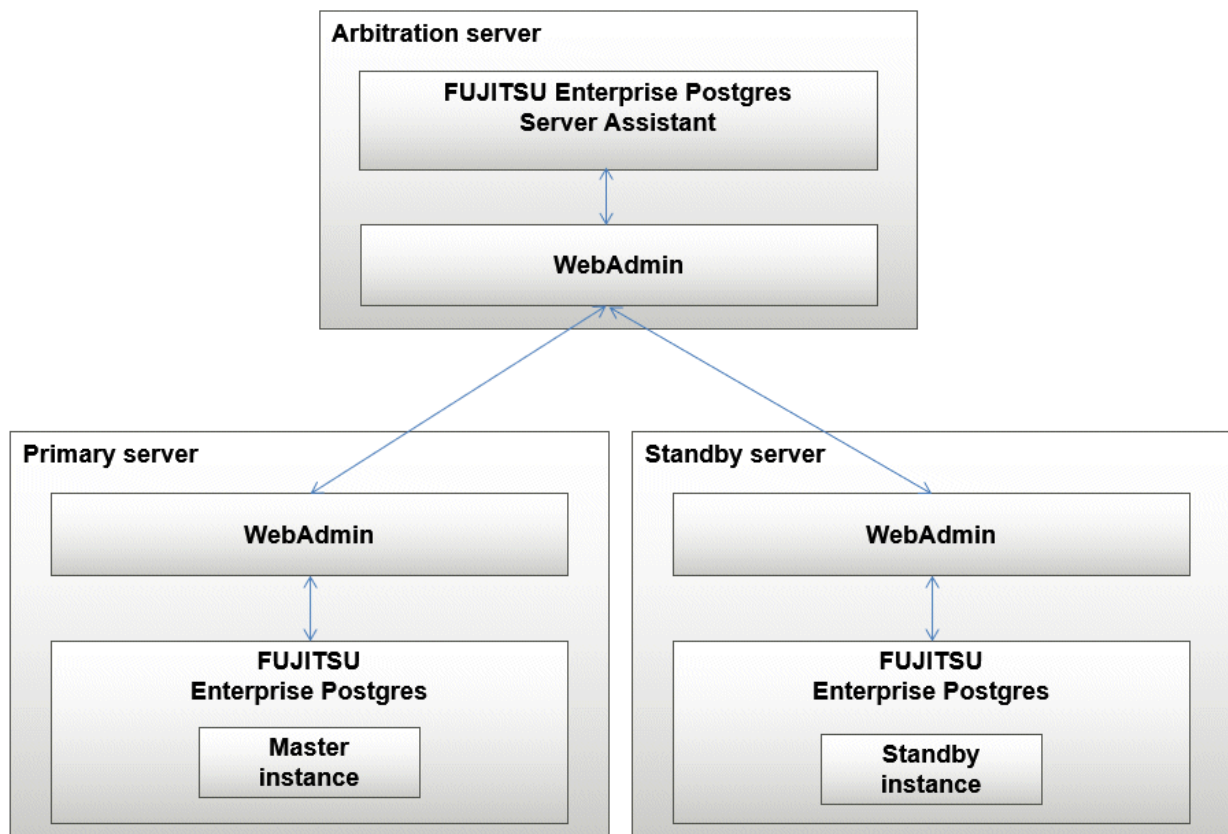 Arbitration server
FUJITSU Enterprise Postgres
Server Assistant
WebAdmin
Primary server
WebAdmin
FUJITSU
Enterprise Postgres
Master
instance
Standby server
WebAdmin
FUJITSU
Enterprise Postgres
Standby
instance